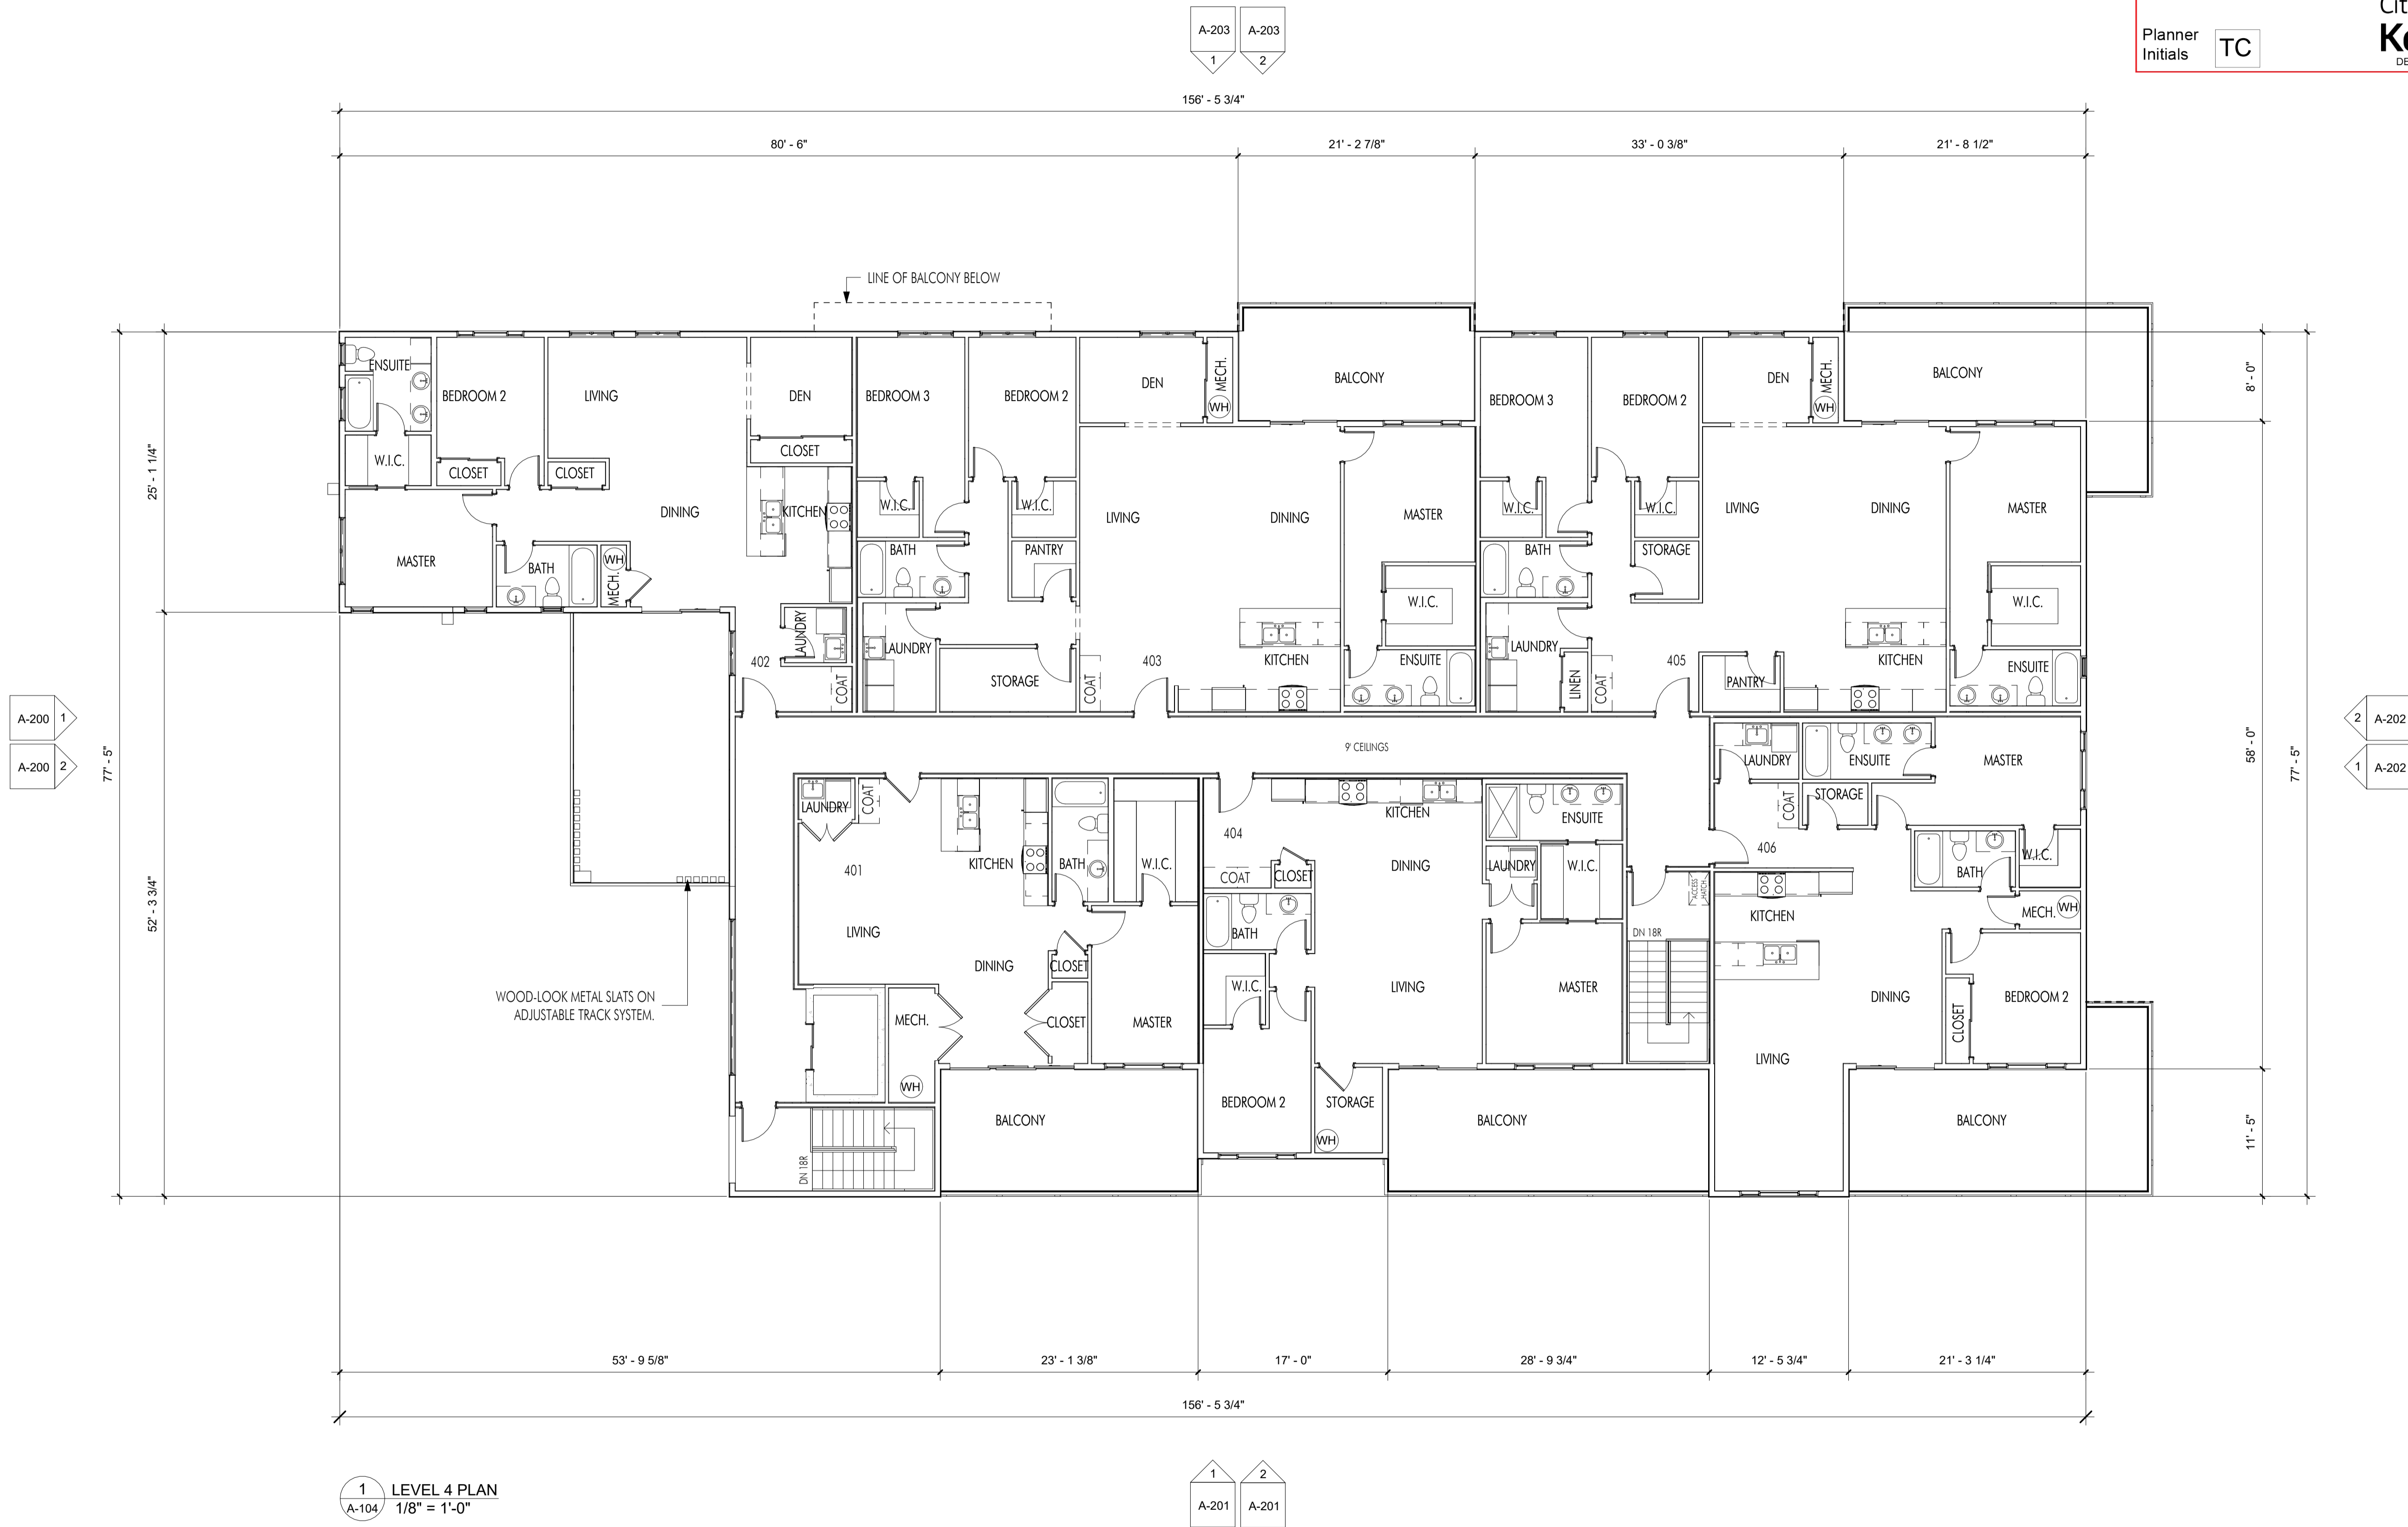 A-203
A-203
1
2
Planner
Initials
TC
DE
156' - 5 3/4"
80' - 6"
21' - 2 7/8"
33' - 0 3/8"
21' - 8 1/2"
LINE OF BALCONY BELOW
ENSUITE
BEDROOM 2
LIVING
DEN
BEDROOM 3
BEDROOM 2
DEN
MECH.
WH
BALCONY
BEDROOM 3
BEDROOM 2
DEN
MECH.
WH
BALCONY
8' - 0"
25' - 1 1/4"
W.I.C.
CLOSET
CLOSET
CLOSET
DINING
KITCHEN
W.I.C.
W.I.C.
LIVING
DINING
MASTER
W.I.C.
W.I.C.
LIVING
DINING
MASTER
MASTER
BATH
WH
MECH.
BATH
PANTRY
W.I.C.
BATH
STORAGE
W.I.C.
LAUNDRY
402
COAT
LAUNDRY
STORAGE
COAT
403
KITCHEN
ENSUITE
LAUNDRY
LINEN
COAT
405
PANTRY
KITCHEN
ENSUITE
A-200
1
A-200
2
77' - 5"
9' CEILINGS
58' - 0"
77' - 5"
2
A-202
1
A-202
LAUNDRY
ENSUITE
MASTER
COAT
STORAGE
406
BATH
W.I.C.
MECH.
WH
KITCHEN
DINING
LIVING
CLOSET
BEDROOM 2
BALCONY
LAUNDRY
COAT
401
KITCHEN
BATH
W.I.C.
LIVING
DINING
CLOSET
MECH.
CLOSET
MASTER
WH
BALCONY
DN 18R
404
KITCHEN
ENSUITE
COAT
CLOSET
DINING
LAUNDRY
W.I.C.
BATH
W.I.C.
LIVING
MASTER
BEDROOM 2
STORAGE
WH
BALCONY
ACCESS
HATCH
DN 18R
52' - 3 3/4"
WOOD-LOOK METAL SLATS ON
ADJUSTABLE TRACK SYSTEM.
11' - 5"
53' - 9 5/8"
23' - 1 3/8"
17' - 0"
28' - 9 3/4"
12' - 5 3/4"
21' - 3 1/4"
156' - 5 3/4"
1
A-104
LEVEL 4 PLAN
1/8" = 1'-0"
1
2
A-201
A-201